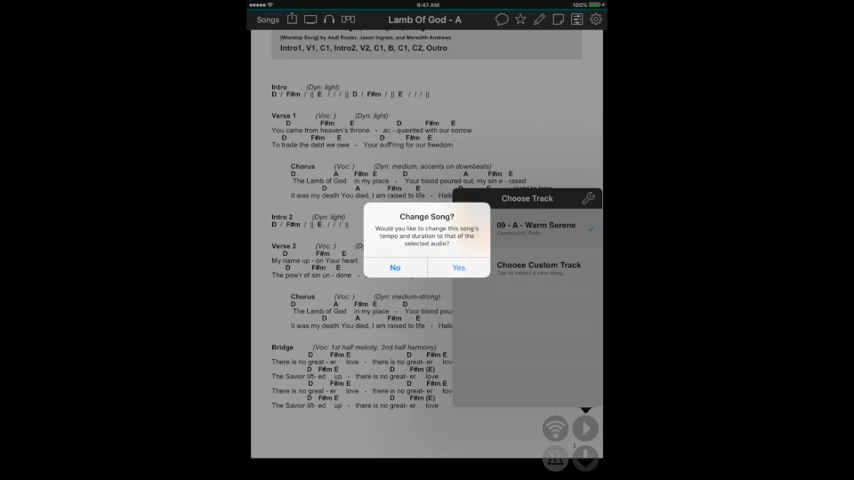 9:41 AM
100%
Songs
Lamb Of God - A
[Worship Song] by Andi Rozier, Jason Ingram, and Meredith Andrews
Intro1, V1, C1, Intro2, V2, C1, B, C1, C2, Outro
Intro (Dyn: light)
D / F#m / || E / / / || D / F#m / || E / / / ||
Verse 1 (Voc: ) (Dyn: light)
D F#m E D F#m E
You came from heaven's throne - ac - quainted with our sorrow
D F#m E D F#m E
To trade the debt we owe - Your suff'ring for our freedom
Chorus (Voc: ) (Dyn: medium, accents on downbeats)
D A F#m E D A F#m E
The Lamb of God in my place - Your blood poured out, my sin e - rased
D A F#m E D
It was my death You died, I am raised to life - Halle
Intro 2 (Dyn: light)
D / F#m / || E / / / ||
Verse 2 (Voc: )
D F#m E
My name up - on Your heart
D F#m E
The pow'r of sin un - done
Chorus (Voc: ) (Dyn: medium-strong)
D A F#m E
The Lamb of God in my place - Your blood pou
D A F#m E
It was my death You died, I am raised to life - Halle
Bridge (Voc: 1st half melody, 2nd half harmony)
D F#m E D F#m E
There is no great - er love - there is no great- er love
D F#m E D F#m (E)
The Savior lift- ed up - there is no great- er love
D F#m E D F#m E
There is no great- er love - there is no great- er love
D F#m E D F#m (E)
The Savior lift- ed up - there is no great- er love
Choose Track
09 - A - Warm Serene
Coresound Pads
Choose Custom Track
Tap to select a new song
Change Song?
Would you like to change this song's
tempo and duration to that of the
selected audio?
No
Yes
1